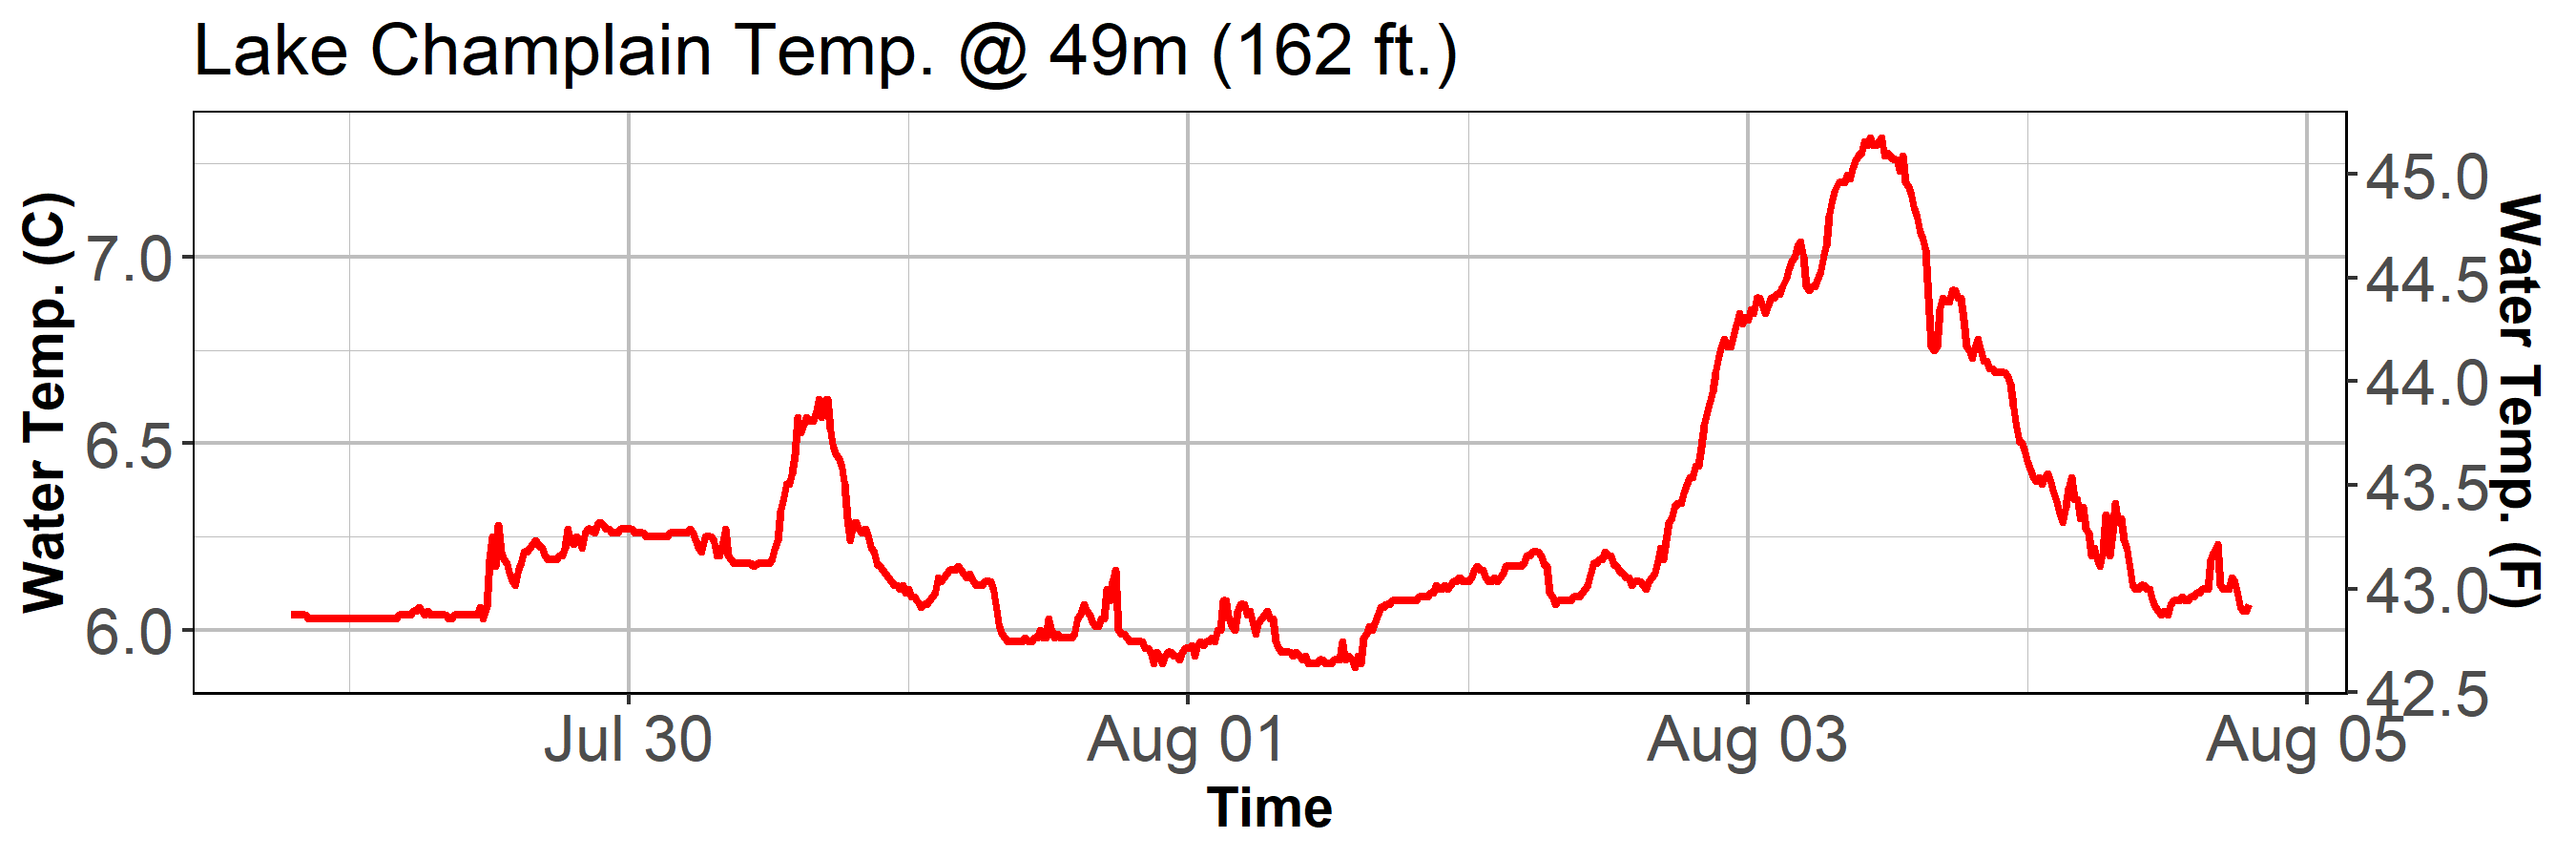 Lake Champlain Temp. @ 49m (162 ft.)
Water Temp. (C)
7.0
6.5
6.0
45.0
44.5
44.0
43.5
43.0
42.5
Water Temp. (F)
Jul 30 Aug 01 Aug 03 Aug 05
Time